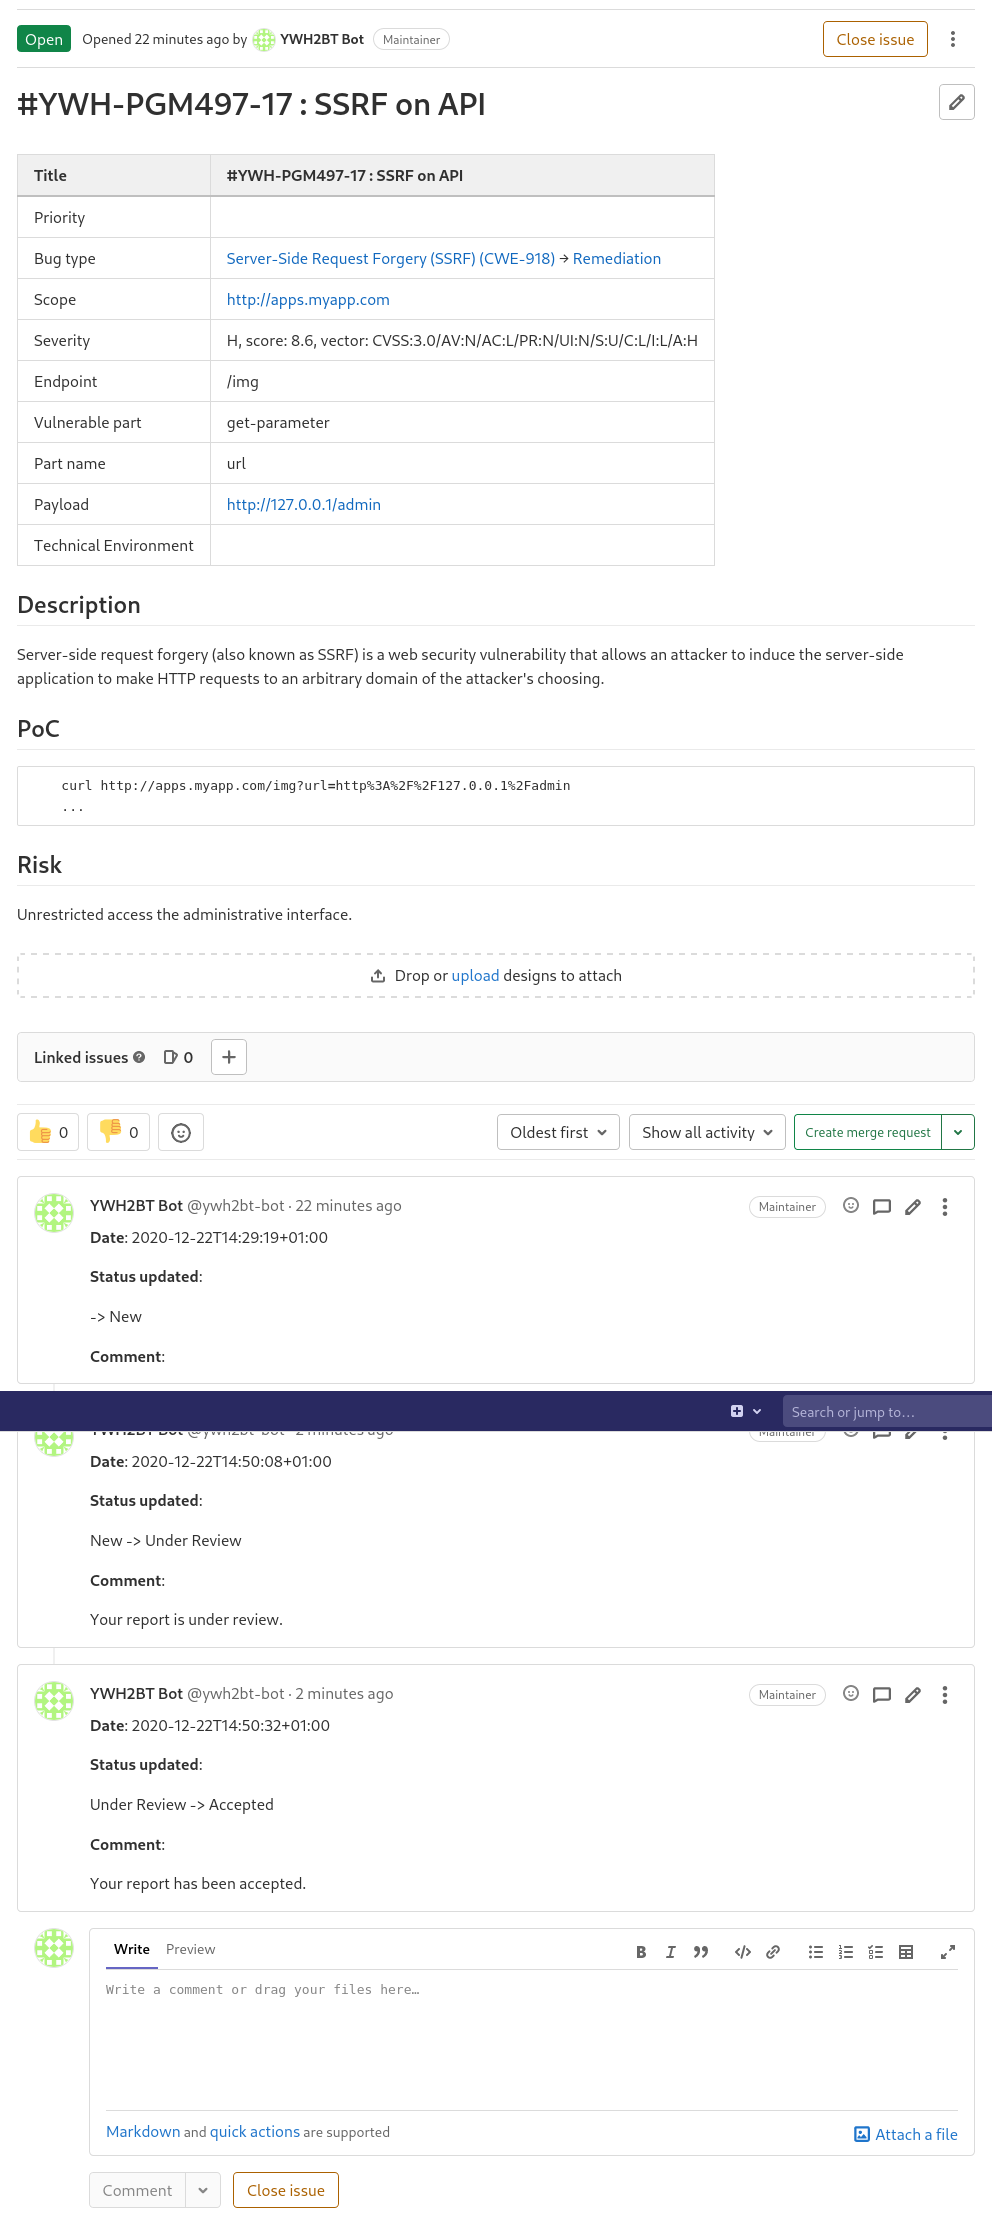 Open Opened 22 minutes ago by YWH2BT Bot Maintainer Close issue
#YWH-PGM497-17 : SSRF on API
Title #YWH-PGM497-17 : SSRF on API
Priority
Bug type Server-Side Request Forgery (SSRF) (CWE-918) → Remediation
Scope http://apps.myapp.com
Severity H, score: 8.6, vector: CVSS:3.0/AV:N/AC:L/PR:N/UI:N/S:U/C:L/I:L/A:H
Endpoint /img
Vulnerable part get-parameter
Part name url
Payload http://127.0.0.1/admin
Technical Environment
Description
Server-side request forgery (also known as SSRF) is a web security vulnerability that allows an attacker to induce the server-side
application to make HTTP requests to an arbitrary domain of the attacker's choosing.
PoC
curl http://apps.myapp.com/img?url=http%3A%2F%2F127.0.0.1%2Fadmin
...
Risk
Unrestricted access the administrative interface.
Drop or upload designs to attach
Linked issues 0
0 0 Oldest first Show all activity Create merge request
YWH2BT Bot @ywh2bt-bot · 22 minutes ago Maintainer
Date: 2020-12-22T14:29:19+01:00
Status updated:
-> New
Comment:
Search or jump to...
YWH2BT Bot @ywh2bt-bot · 2 minutes ago Maintainer
Date: 2020-12-22T14:50:08+01:00
Status updated:
New -> Under Review
Comment:
Your report is under review.
YWH2BT Bot @ywh2bt-bot · 2 minutes ago Maintainer
Date: 2020-12-22T14:50:32+01:00
Status updated:
Under Review -> Accepted
Comment:
Your report has been accepted.
Write Preview
Write a comment or drag your files here…
Markdown and quick actions are supported Attach a file
Comment Close issue